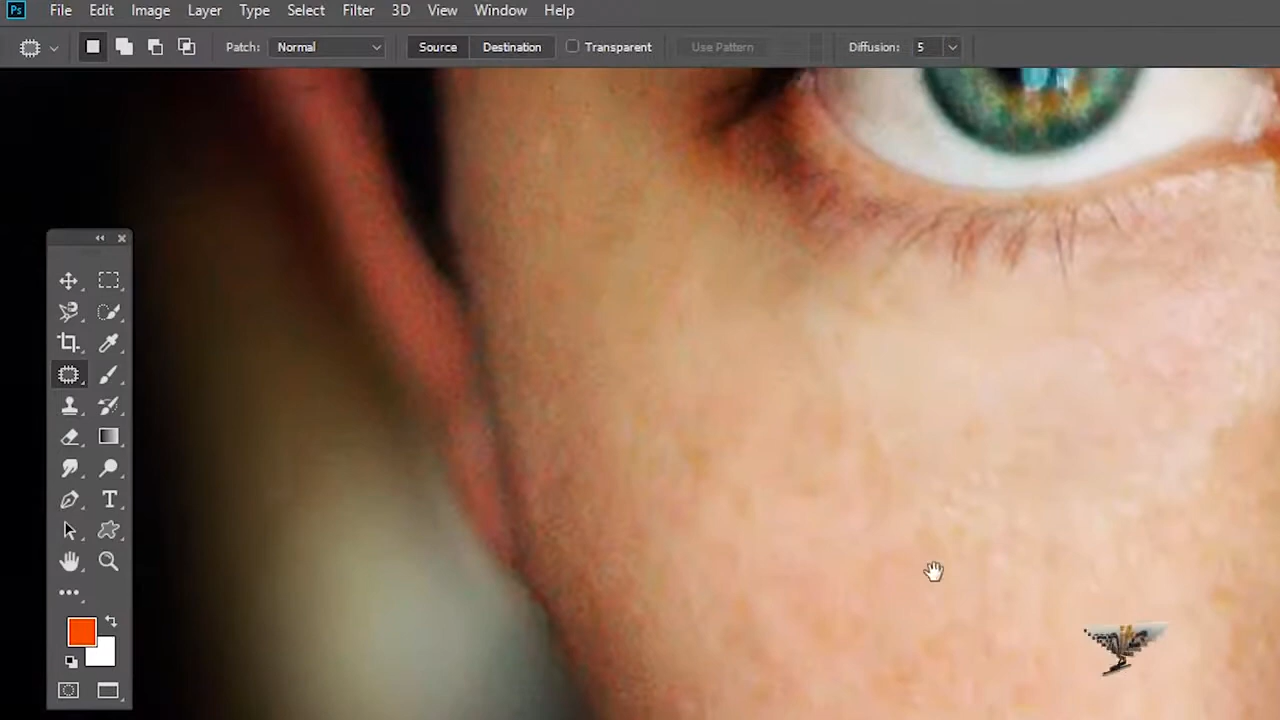 Ps File Edit Image Layer Type Select Filter 3D View Window Help
Patch: Normal Source Destination Transparent Use Pattern Diffusion: 5
T